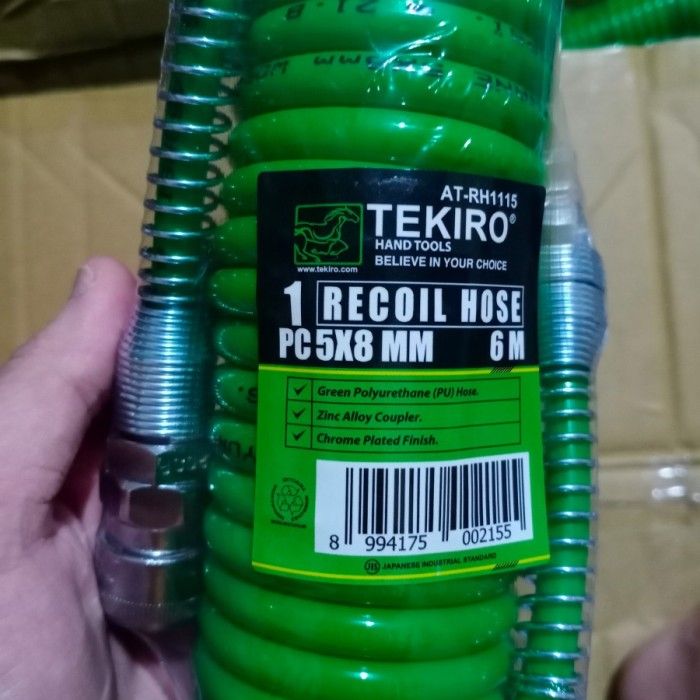 AT-RH1115
TEKIRO®
HAND TOOLS
BELIEVE IN YOUR CHOICE
www.tekiro.com
1 RECOIL HOSE
PC 5X8 MM 6 M
Green Polyurethane (PU) Hose.
Zinc Alloy Coupler.
Chrome Plated Finish.
8 994175 002155
JIS JAPANESE INDUSTRIAL STANDARD